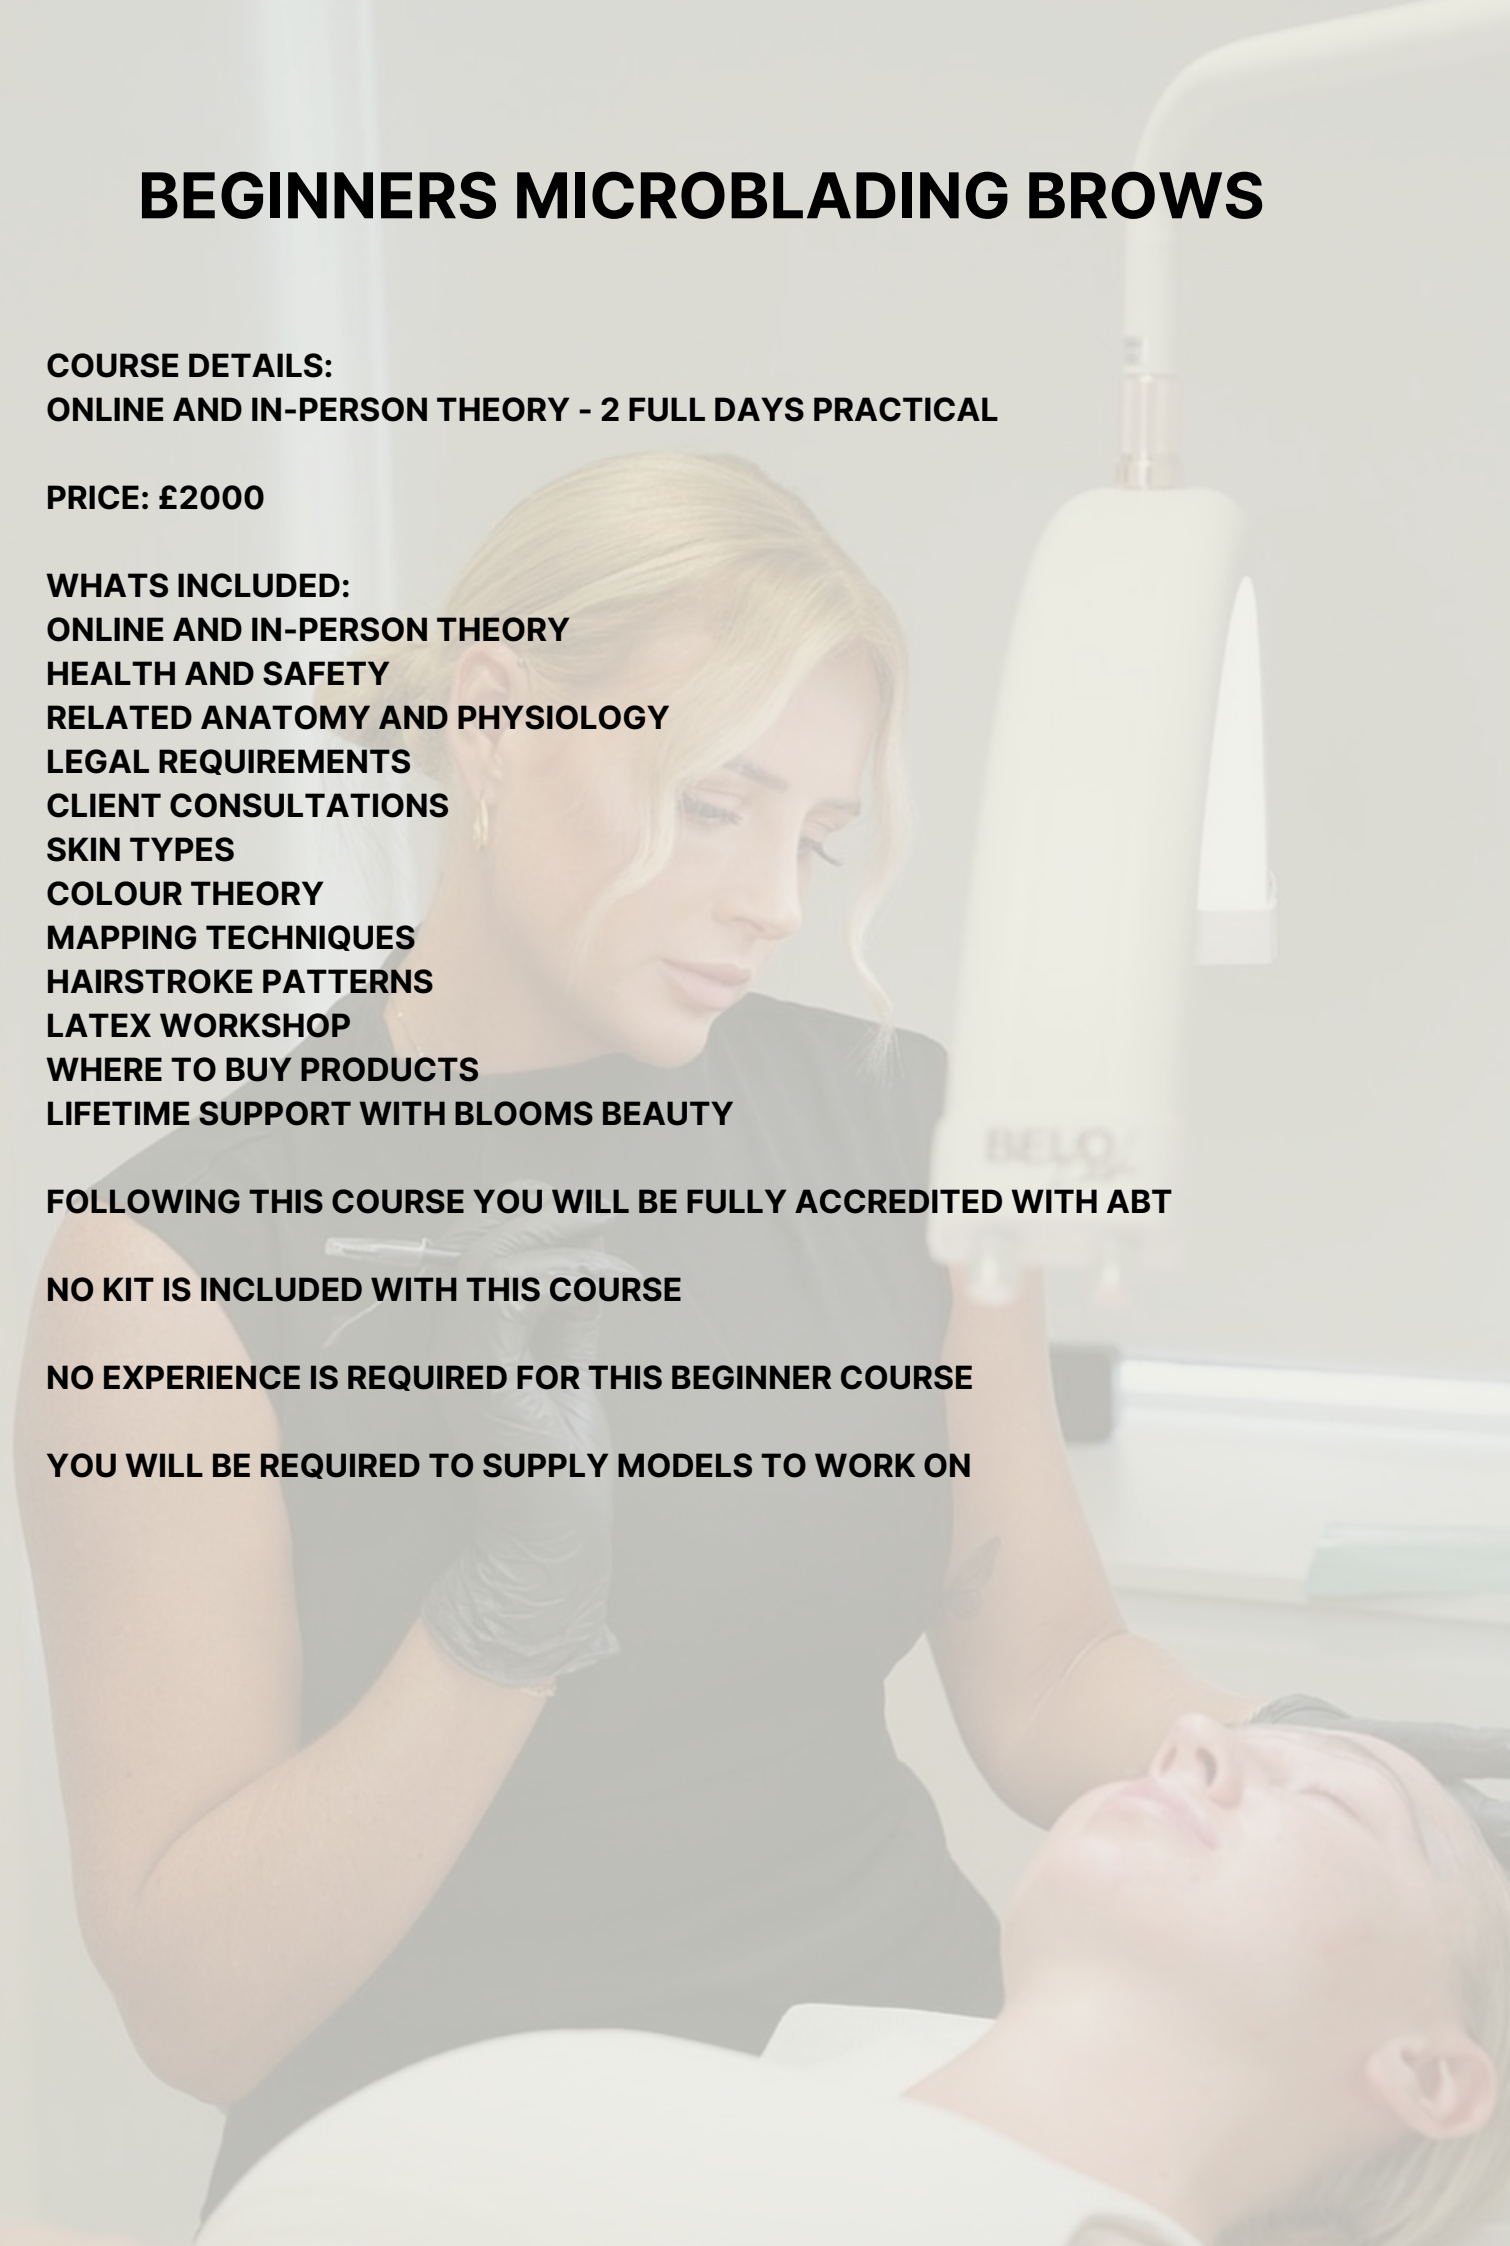 BEGINNERS MICROBLADING BROWS
COURSE DETAILS:
ONLINE AND IN-PERSON THEORY - 2 FULL DAYS PRACTICAL
PRICE: £2000
WHATS INCLUDED:
ONLINE AND IN-PERSON THEORY
HEALTH AND SAFETY
RELATED ANATOMY AND PHYSIOLOGY
LEGAL REQUIREMENTS
CLIENT CONSULTATIONS
SKIN TYPES
COLOUR THEORY
MAPPING TECHNIQUES
HAIRSTROKE PATTERNS
LATEX WORKSHOP
WHERE TO BUY PRODUCTS
LIFETIME SUPPORT WITH BLOOMS BEAUTY
FOLLOWING THIS COURSE YOU WILL BE FULLY ACCREDITED WITH ABT
NO KIT IS INCLUDED WITH THIS COURSE
NO EXPERIENCE IS REQUIRED FOR THIS BEGINNER COURSE
YOU WILL BE REQUIRED TO SUPPLY MODELS TO WORK ON